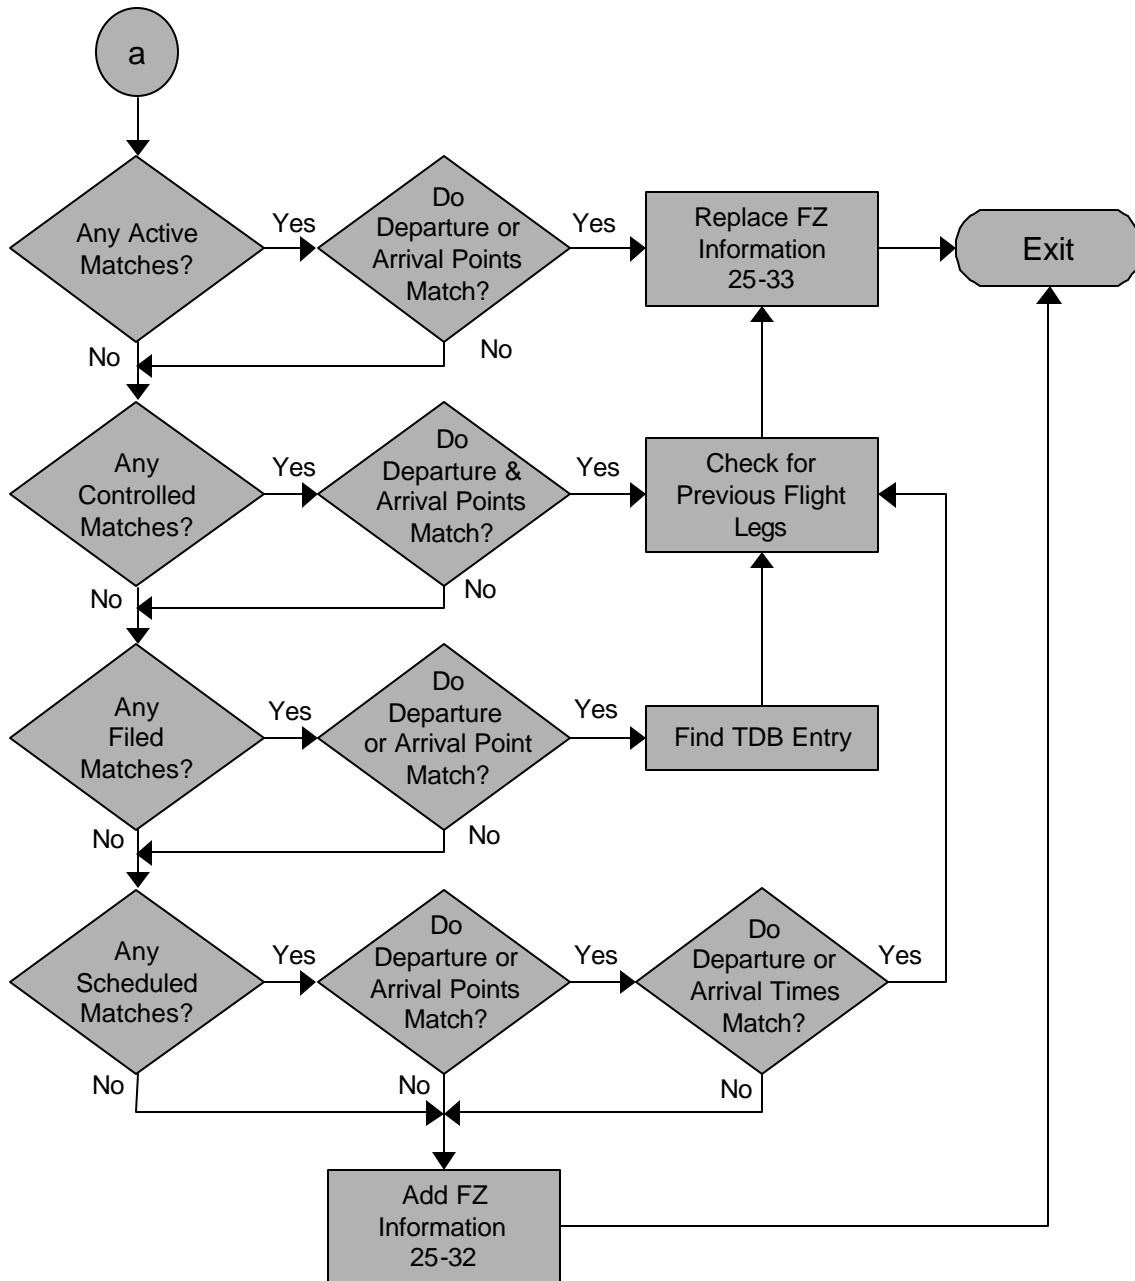 a
Any Active
Matches?
Yes
Do
Departure or
Arrival Points
Match?
Yes
Replace FZ
Information
25-33
Exit
No
No
Any
Controlled
Matches?
Yes
Do
Departure &
Arrival Points
Match?
Yes
Check for
Previous Flight
Legs
No
No
Any
Filed
Matches?
Yes
Do
Departure
or Arrival Point
Match?
Yes
Find TDB Entry
No
No
Any
Scheduled
Matches?
Yes
Do
Departure or
Arrival Points
Match?
Yes
Do
Departure or
Arrival Times
Match?
Yes
No
No
No
Add FZ
Information
25-32